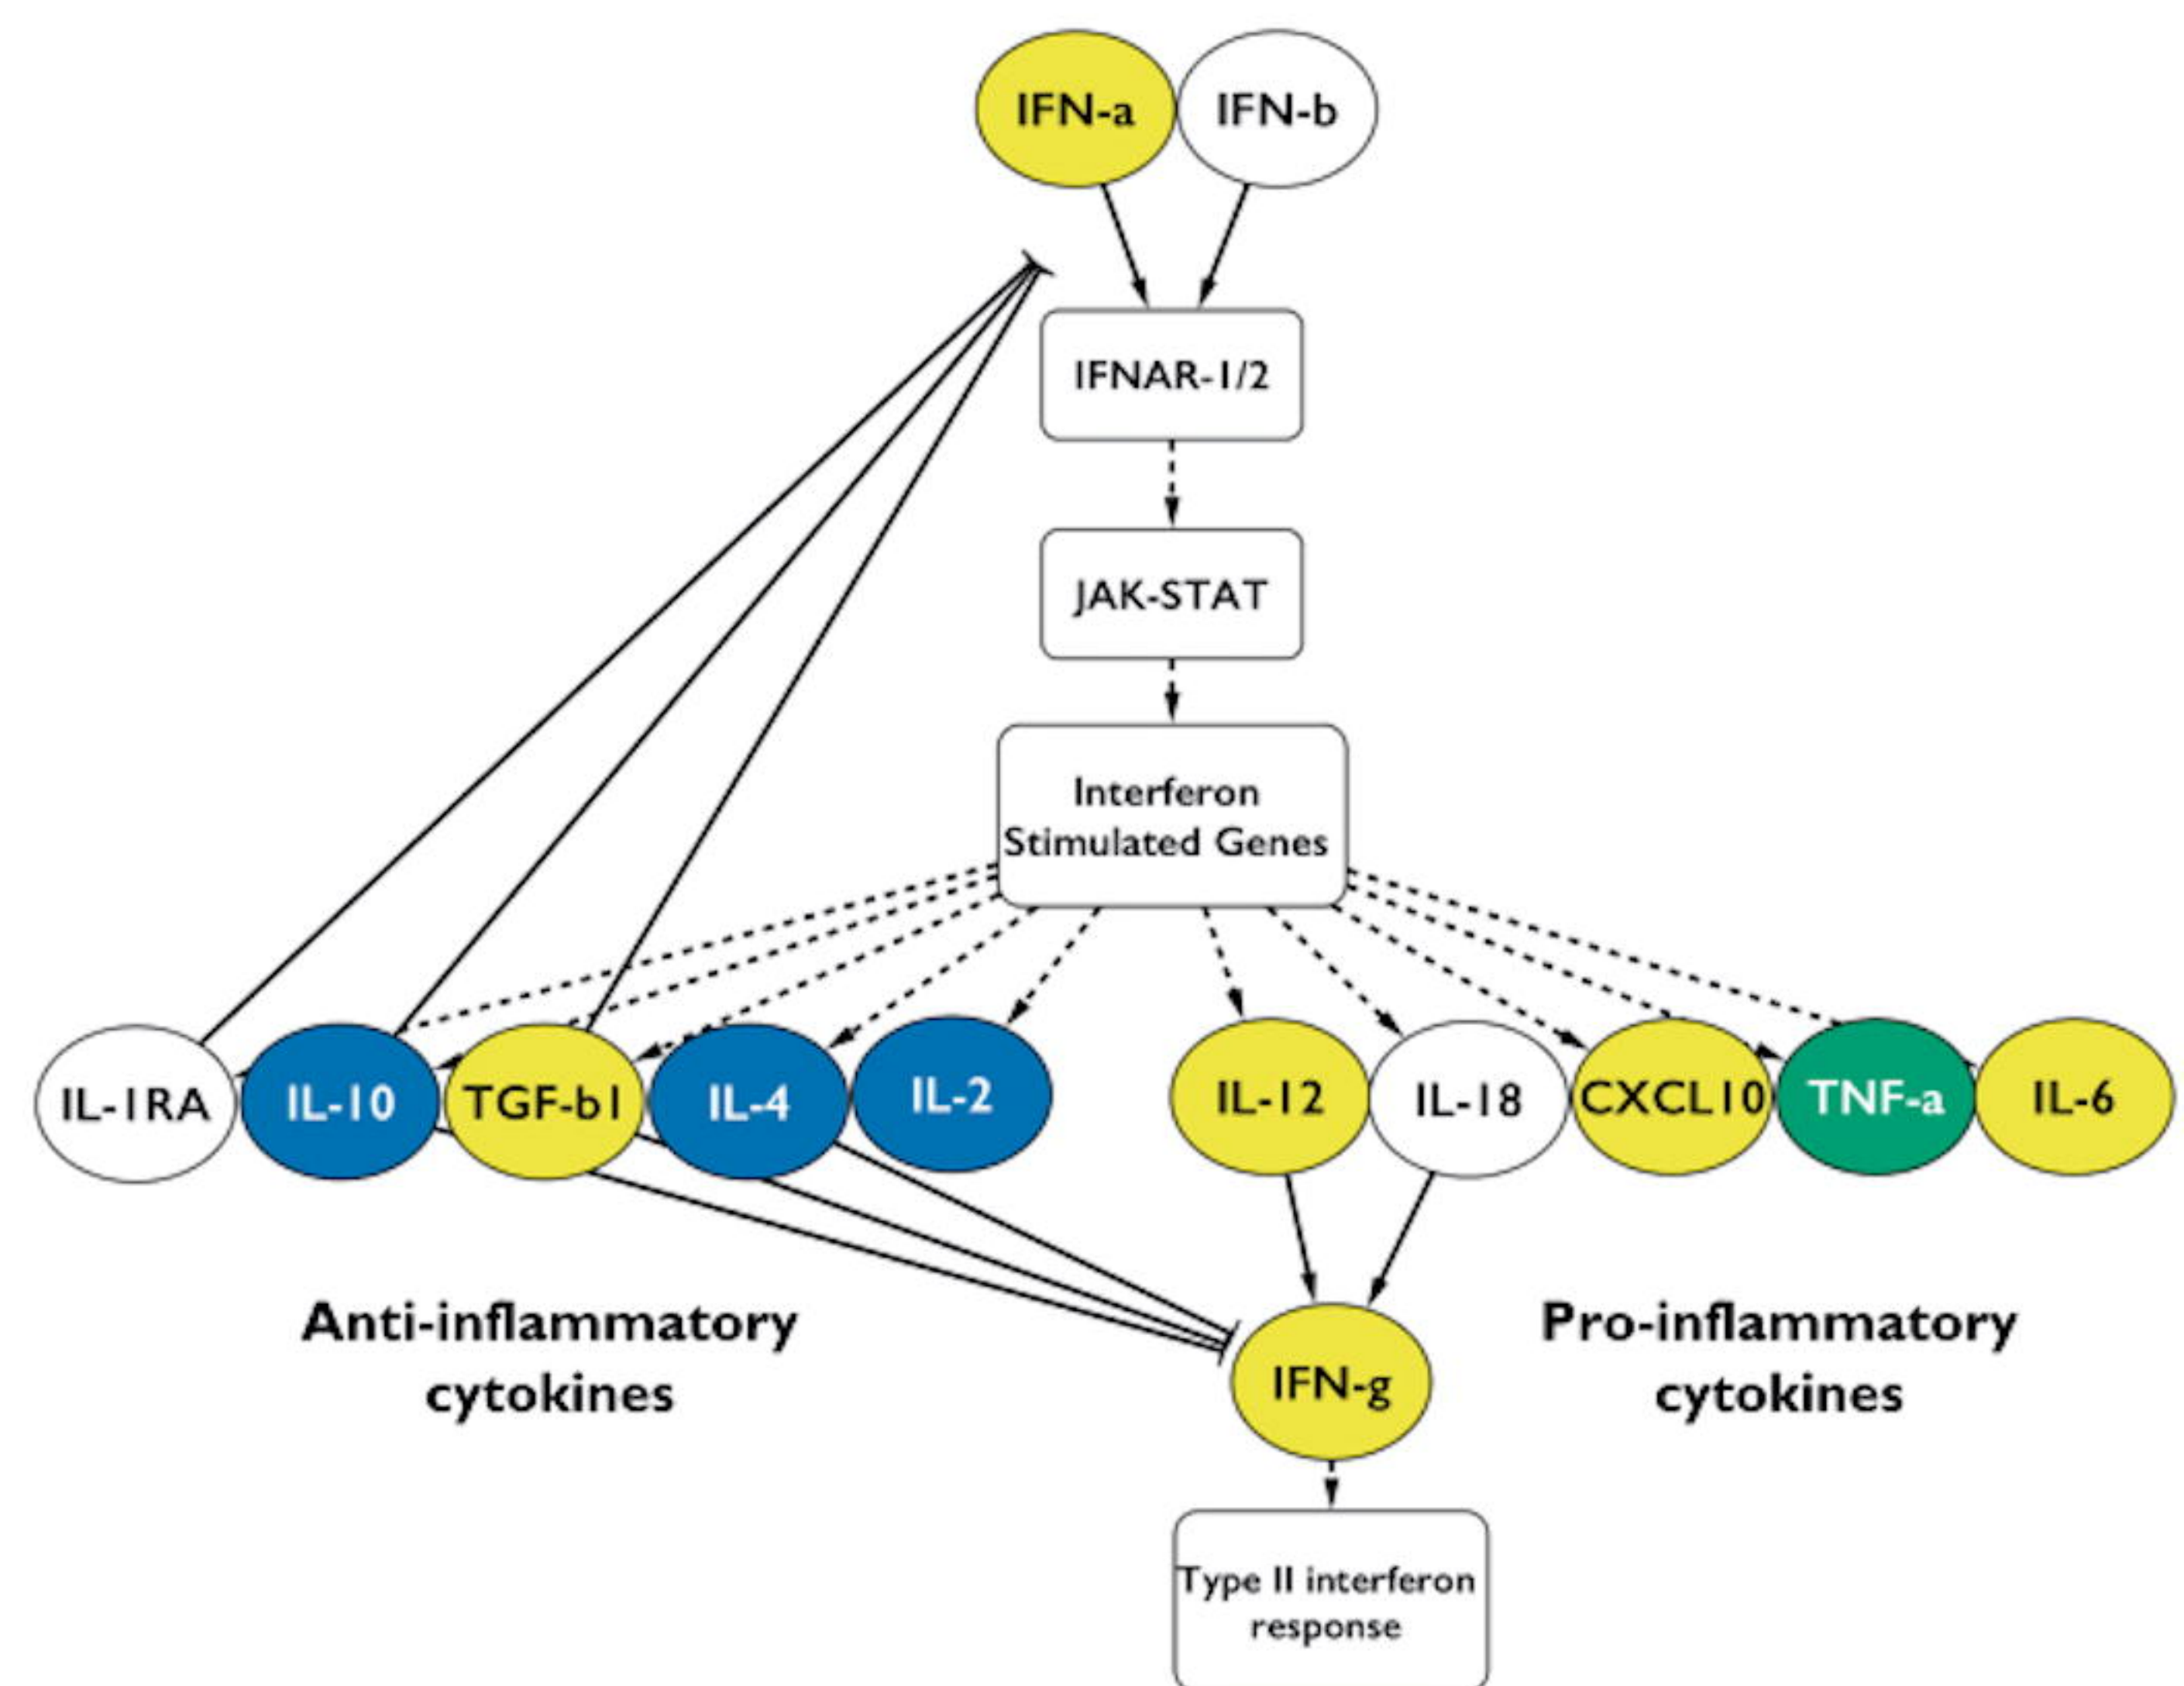 IFN-a
IFN-b
IFNAR-1/2
JAK-STAT
Interferon
Stimulated Genes
IL-1RA
IL-10
TGF-b1
IL-4
IL-2
IL-12
IL-18
CXCL10
TNF-a
IL-6
Anti-inflammatory
cytokines
Pro-inflammatory
cytokines
IFN-g
Type II interferon
response